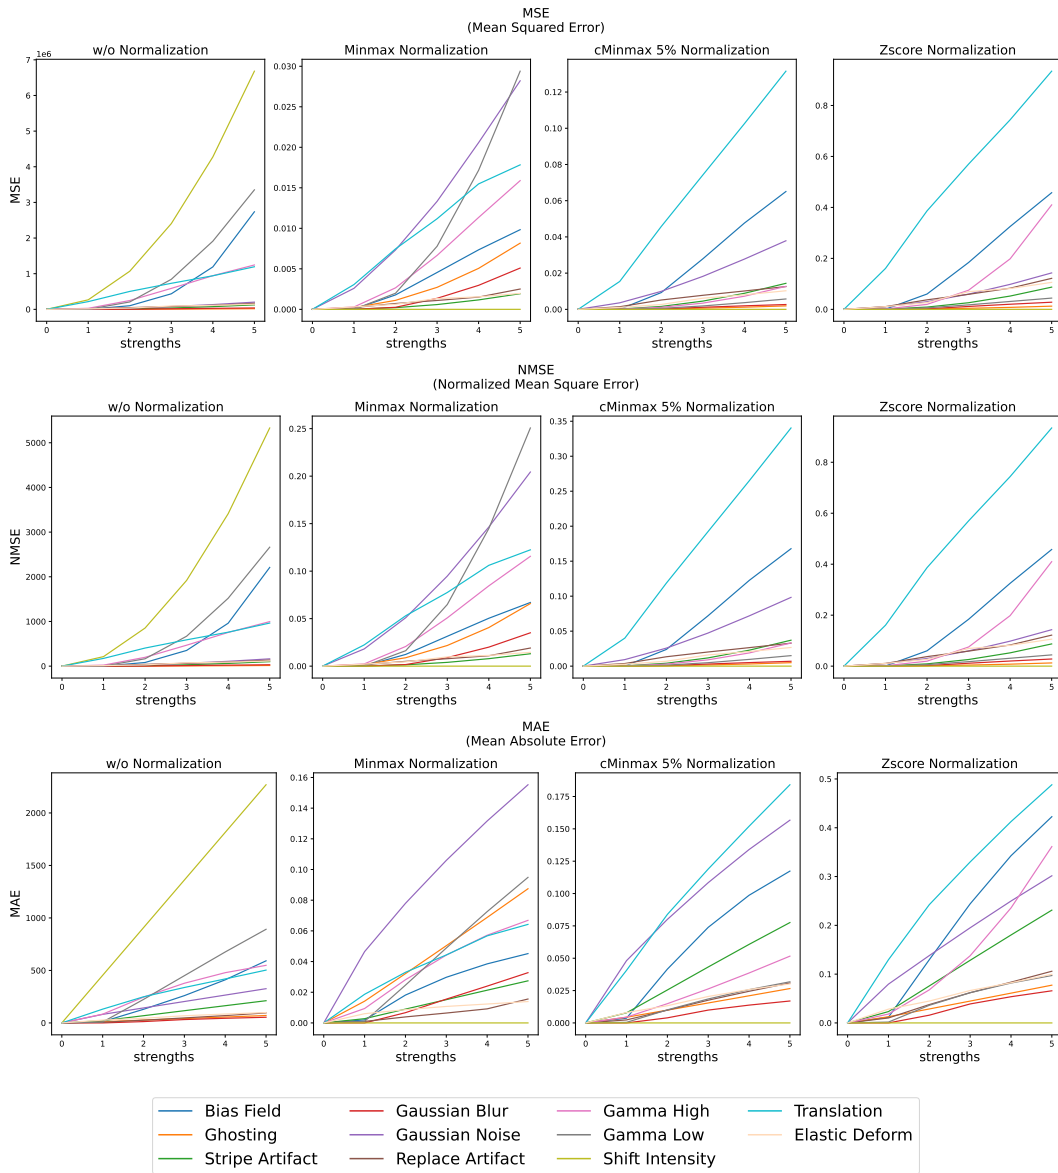 MSE
(Mean Squared Error)
w/o Normalization
Minmax Normalization
cMinmax 5% Normalization
Zscore Normalization
1e6
7
6
5
4
3
2
1
0
0.030
0.025
0.020
0.015
0.010
0.005
0.000
0.12
0.10
0.08
0.06
0.04
0.02
0.00
0.8
0.6
0.4
0.2
0.0
MSE
0 1 2 3 4 5
0 1 2 3 4 5
0 1 2 3 4 5
0 1 2 3 4 5
strengths
strengths
strengths
strengths
NMSE
(Normalized Mean Square Error)
w/o Normalization
Minmax Normalization
cMinmax 5% Normalization
Zscore Normalization
5000
4000
3000
2000
1000
0
0.25
0.20
0.15
0.10
0.05
0.00
0.35
0.30
0.25
0.20
0.15
0.10
0.05
0.00
0.8
0.6
0.4
0.2
0.0
NMSE
0 1 2 3 4 5
0 1 2 3 4 5
0 1 2 3 4 5
0 1 2 3 4 5
strengths
strengths
strengths
strengths
MAE
(Mean Absolute Error)
w/o Normalization
Minmax Normalization
cMinmax 5% Normalization
Zscore Normalization
2000
1500
1000
500
0
0.16
0.14
0.12
0.10
0.08
0.06
0.04
0.02
0.00
0.175
0.150
0.125
0.100
0.075
0.050
0.025
0.000
0.5
0.4
0.3
0.2
0.1
0.0
MAE
0 1 2 3 4 5
0 1 2 3 4 5
0 1 2 3 4 5
0 1 2 3 4 5
strengths
strengths
strengths
strengths
Bias Field
Ghosting
Stripe Artifact
Gaussian Blur
Gaussian Noise
Replace Artifact
Gamma High
Gamma Low
Shift Intensity
Translation
Elastic Deform